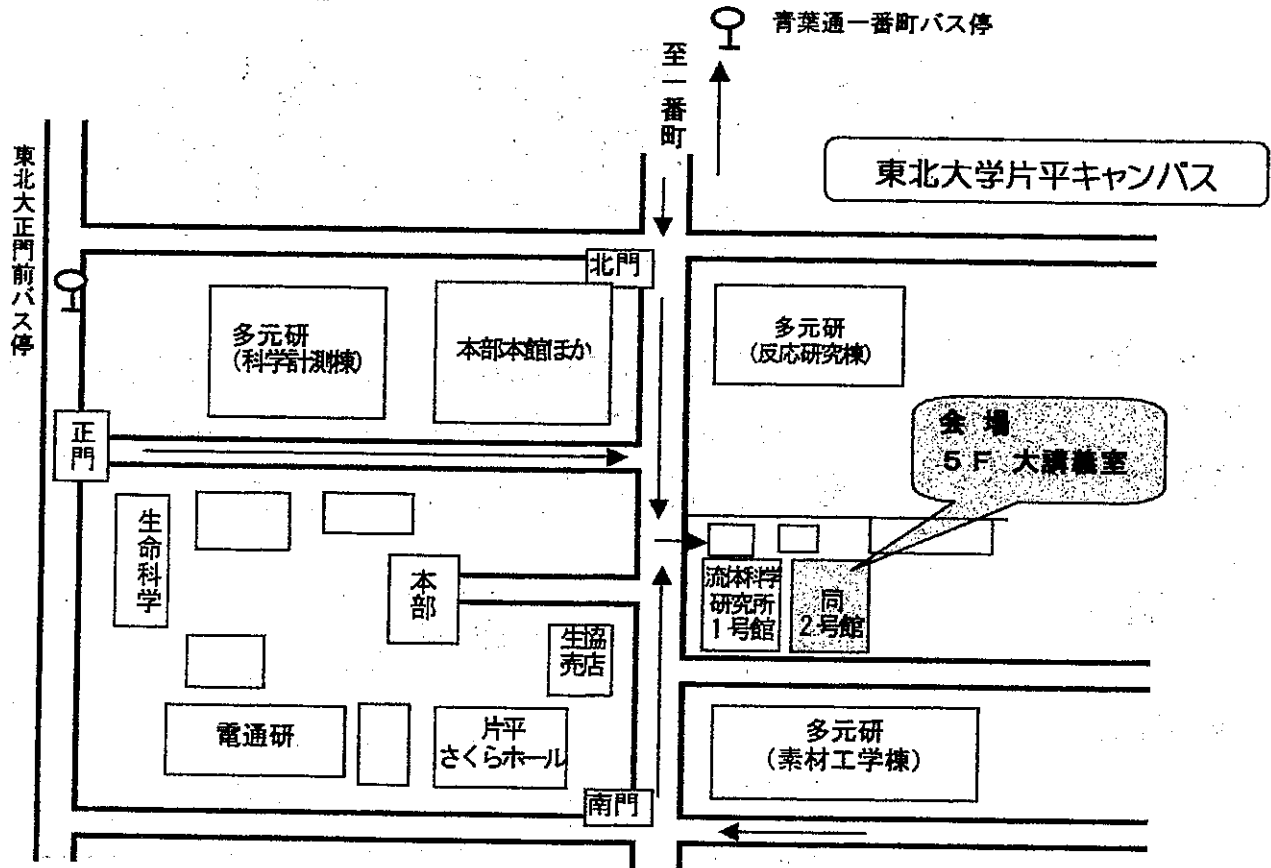 青葉通一番町バス停
至一番町
東北大学片平キャンパス
東北大正門前バス停
北門
多元研
(科学計測棟)
本部本館ほか
多元研
(反応研究棟)
正門
会 場
5F 大講義室
生命科学
本部
流体科学
研究所
1号館
同
2号館
生協
売店
電通研
片平
さくらホール
多元研
(素材工学棟)
南門